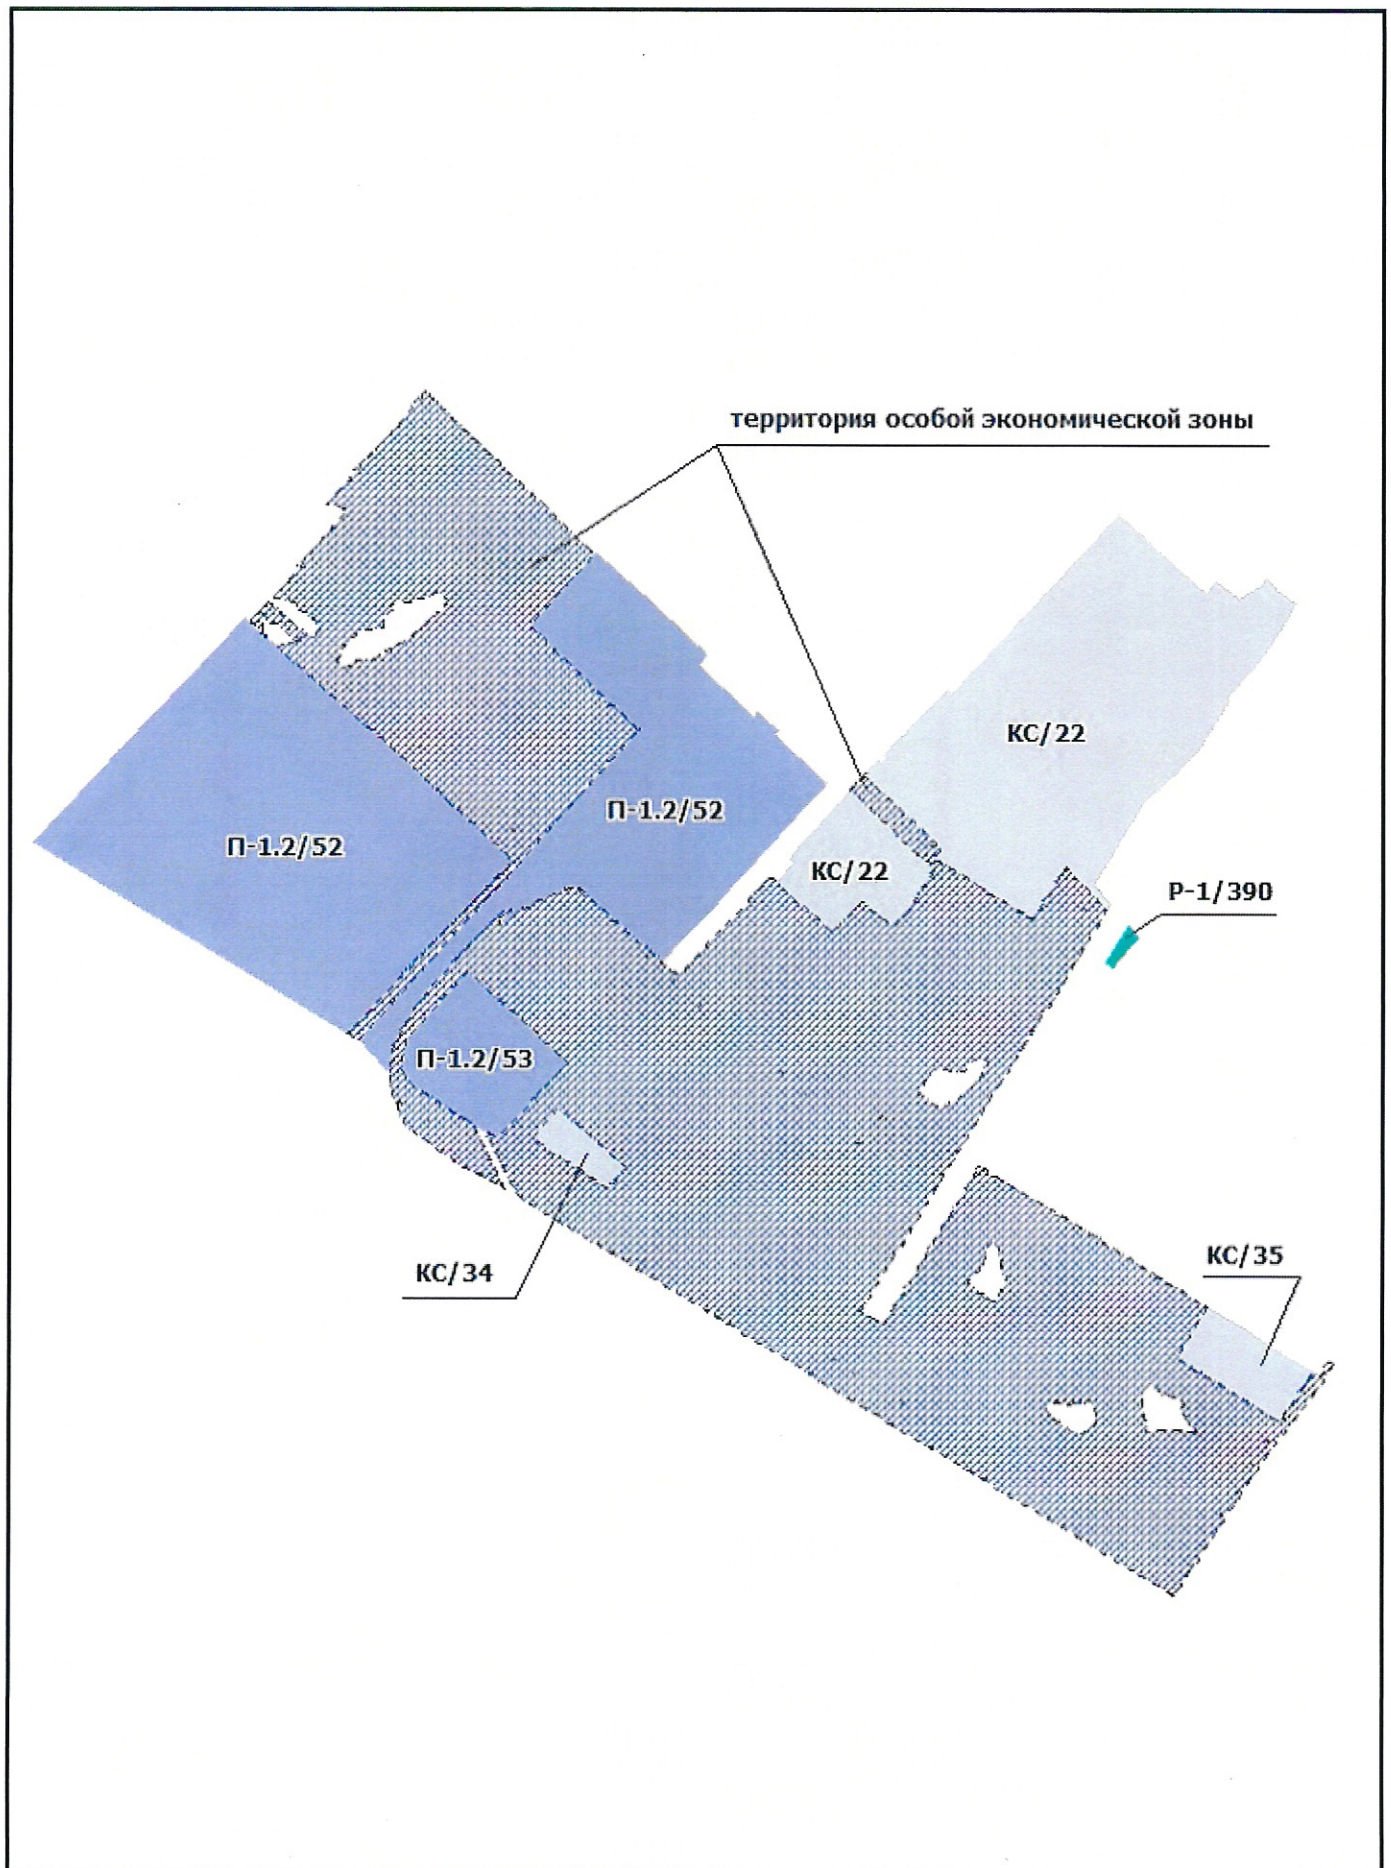 территория особой экономической зоны
КС/22
П-1.2/52
П-1.2/52
КС/22
Р-1/390
П-1.2/53
КС/34
КС/35